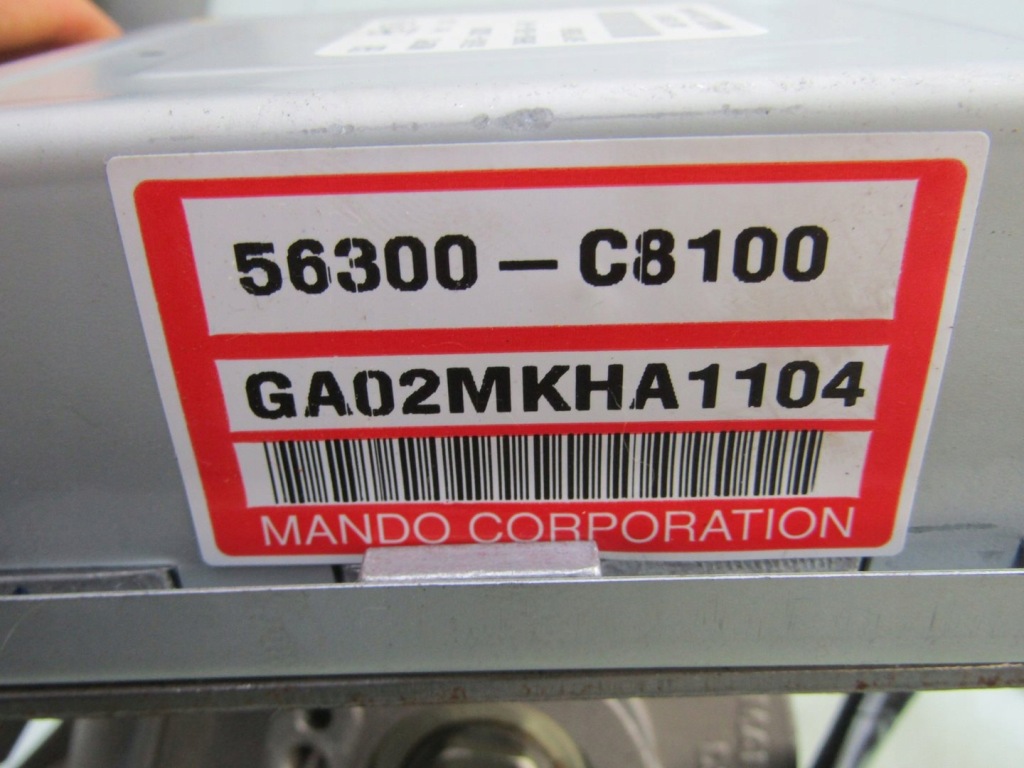 56300-C8100
GA02MKHA1104
MANDO CORPORATION